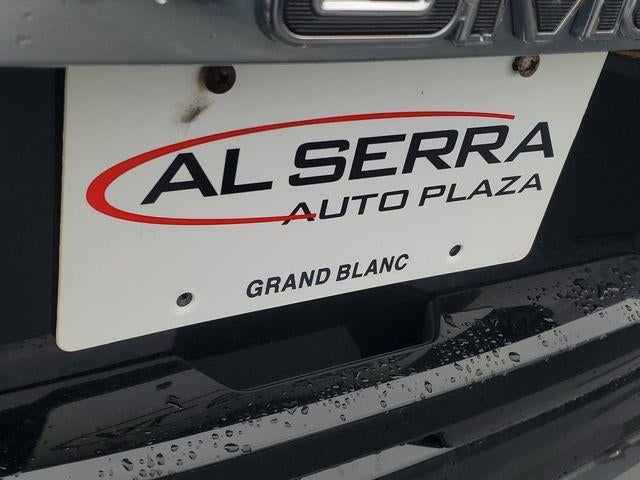 AL SERRA
AUTO PLAZA
GRAND BLANC